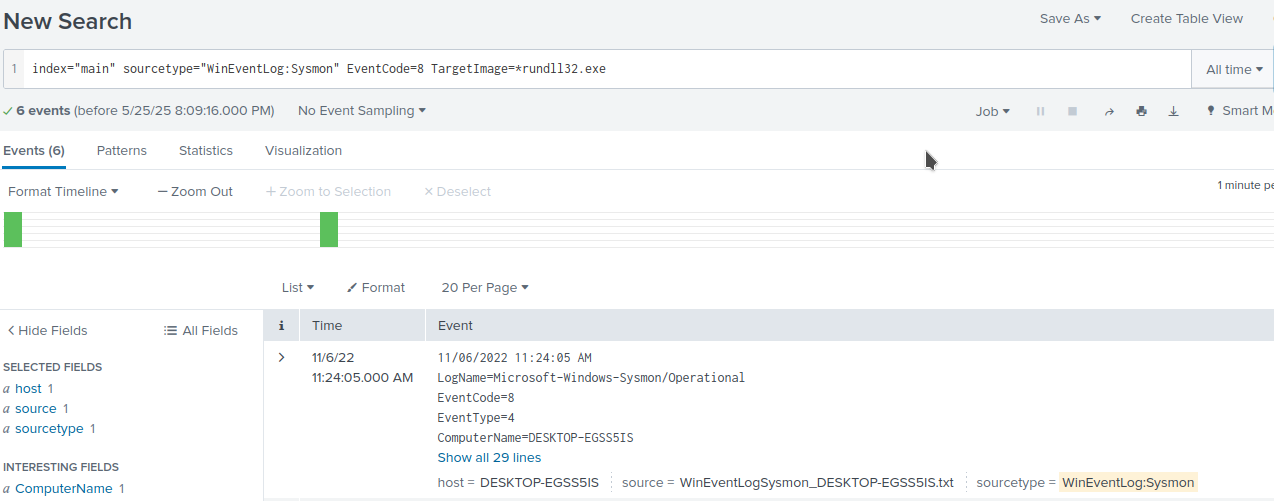 New Search
Save As
Create Table View
1 index="main" sourcetype="WinEventLog:Sysmon" EventCode=8 TargetImage=*rundll32.exe
All time
6 events (before 5/25/25 8:09:16.000 PM)
No Event Sampling
Job
Smart M
Events (6)
Patterns
Statistics
Visualization
Format Timeline
— Zoom Out
+ Zoom to Selection
× Deselect
1 minute pe
List
Format
20 Per Page
< Hide Fields
All Fields
i
Time
Event
SELECTED FIELDS
a host 1
a source 1
a sourcetype 1
INTERESTING FIELDS
a ComputerName 1
11/6/22
11:24:05.000 AM
11/06/2022 11:24:05 AM
LogName=Microsoft-Windows-Sysmon/Operational
EventCode=8
EventType=4
ComputerName=DESKTOP-EGSS5IS
Show all 29 lines
host = DESKTOP-EGSS5IS
source = WinEventLogSysmon_DESKTOP-EGSS5IS.txt
sourcetype = WinEventLog:Sysmon